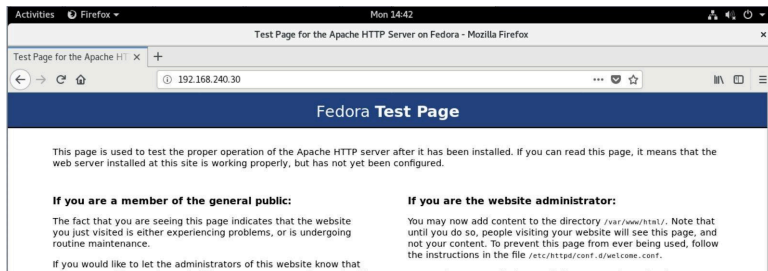 Activities Firefox Mon 14:42
Test Page for the Apache HTTP Server on Fedora - Mozilla Firefox
Test Page for the Apache HT
192.168.240.30
Fedora Test Page
This page is used to test the proper operation of the Apache HTTP server after it has been installed. If you can read this page, it means that the
web server installed at this site is working properly, but has not yet been configured.
If you are a member of the general public:
The fact that you are seeing this page indicates that the website
you just visited is either experiencing problems, or is undergoing
routine maintenance.
If you would like to let the administrators of this website know that
If you are the website administrator:
You may now add content to the directory /var/www/html/. Note that
until you do so, people visiting your website will see this page, and
not your content. To prevent this page from ever being used, follow
the instructions in the file /etc/httpd/conf.d/welcome.conf.